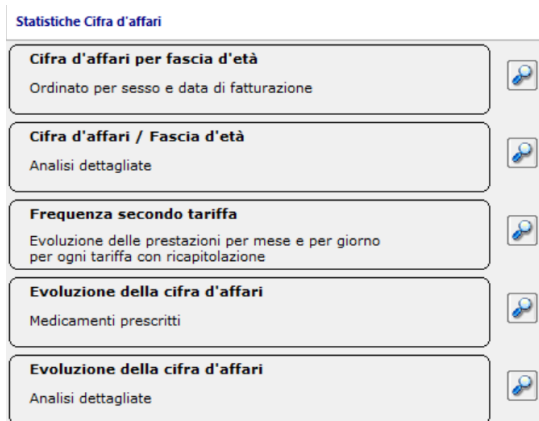 Statistiche Cifra d'affari
Cifra d'affari per fascia d'età
Ordinato per sesso e data di fatturazione
Cifra d'affari / Fascia d'età
Analisi dettagliate
Frequenza secondo tariffa
Evoluzione delle prestazioni per mese e per giorno
per ogni tariffa con ricapitolazione
Evoluzione della cifra d'affari
Medicamenti prescritti
Evoluzione della cifra d'affari
Analisi dettagliate